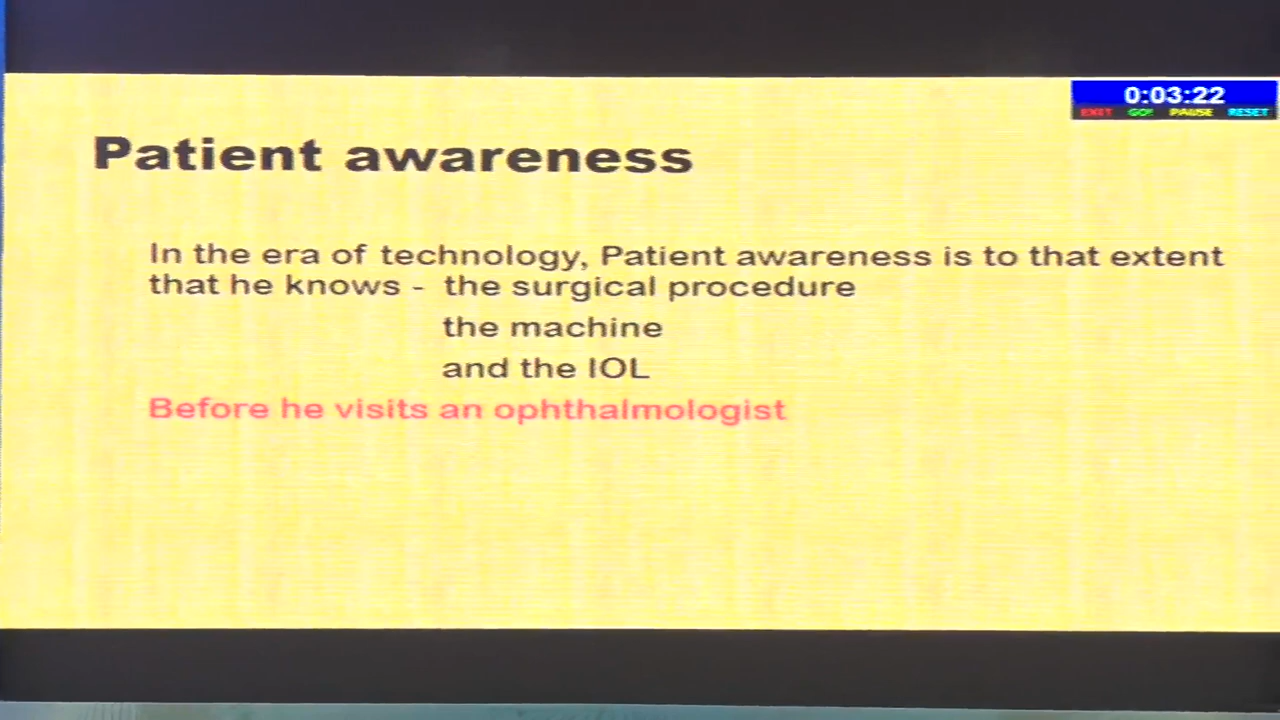 0:03:22
EXIT GO! PAUSE RESET
Patient awareness
In the era of technology, Patient awareness is to that extent
that he knows - the surgical procedure
the machine
and the IOL
Before he visits an ophthalmologist